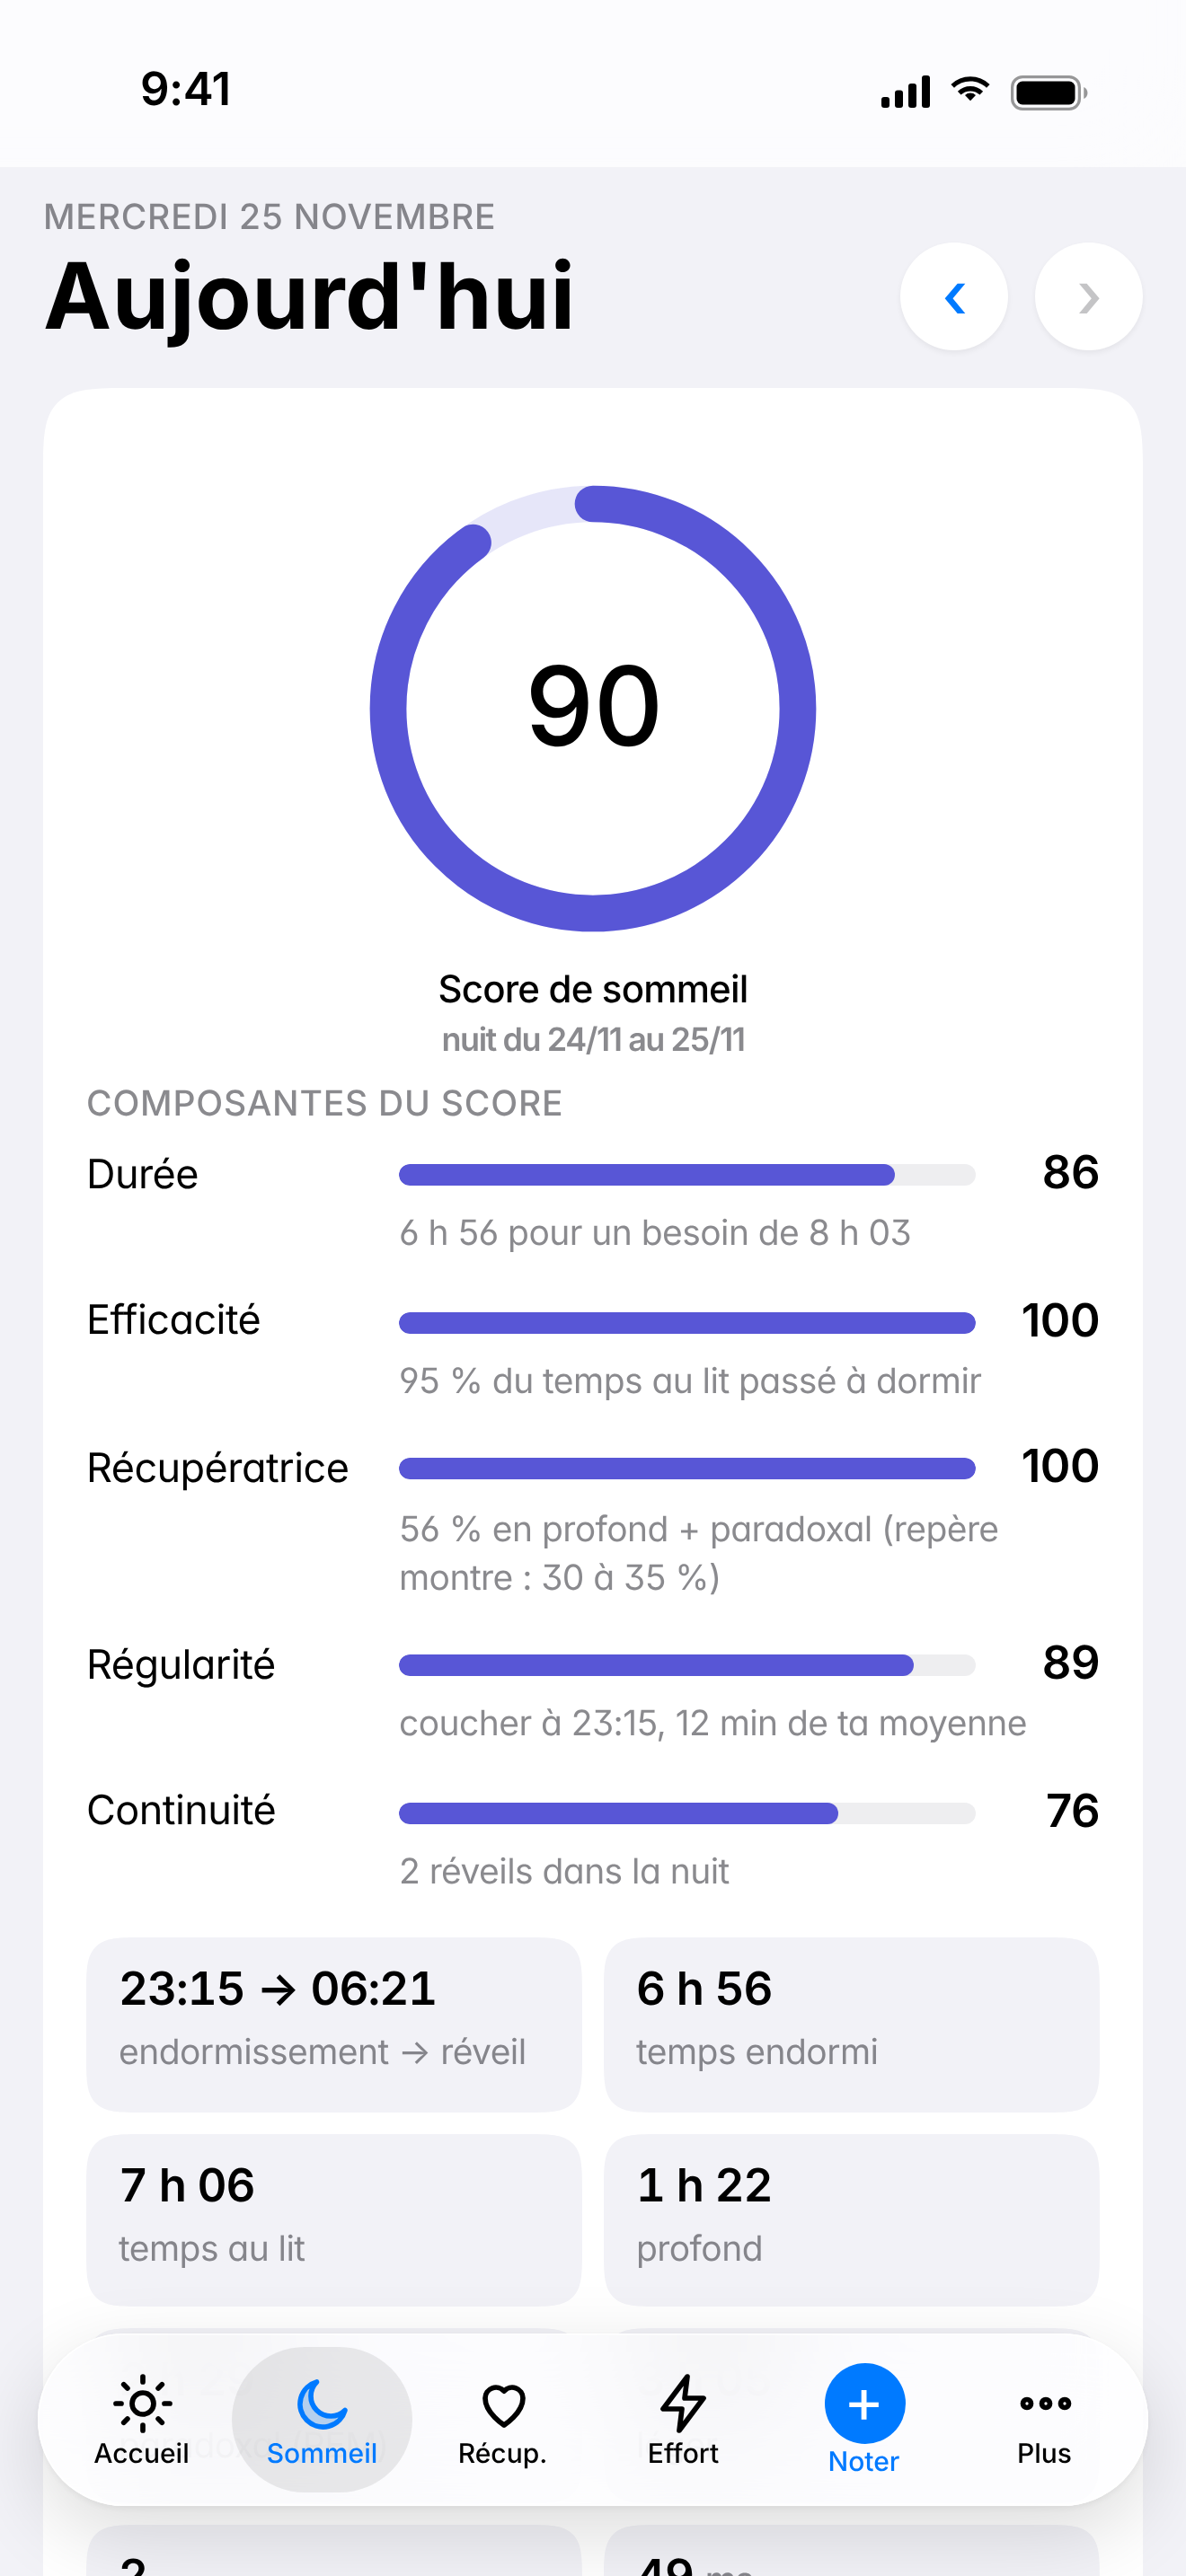 9:41
MERCREDI 25 NOVEMBRE
Aujourd'hui
90
Score de sommeil
nuit du 24/11 au 25/11
COMPOSANTES DU SCORE
Durée 86
6 h 56 pour un besoin de 8 h 03
Efficacité 100
95 % du temps au lit passé à dormir
Récupératrice 100
56 % en profond + paradoxal (repère
montre : 30 à 35 %)
Régularité 89
coucher à 23:15, 12 min de ta moyenne
Continuité 76
2 réveils dans la nuit
23:15 → 06:21
endormissement → réveil
6 h 56
temps endormi
7 h 06
temps au lit
1 h 22
profond
Accueil
Sommeil
Récup.
Effort
Noter
Plus
2
49 ms